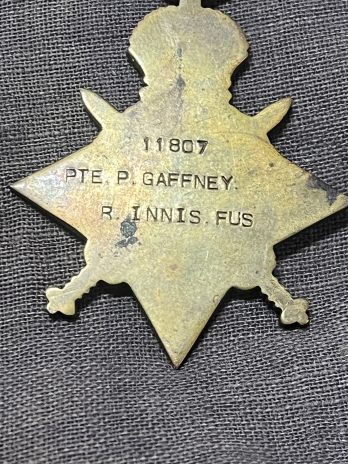 11807
PTE. P. GAFFNEY.
R. INNIS. FUS